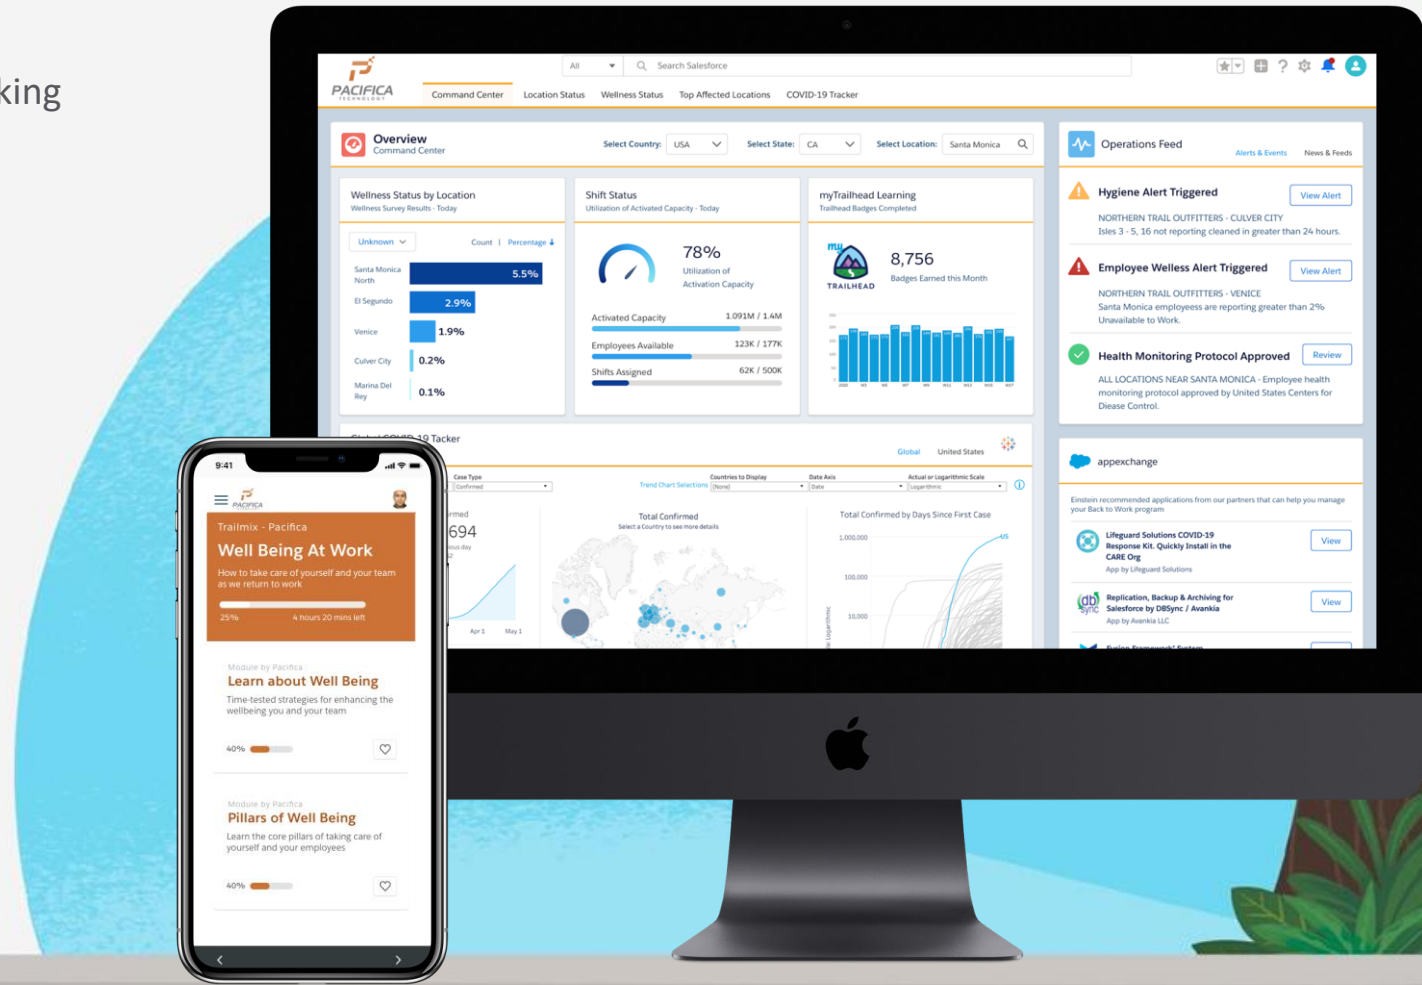 king
PACIFICA
TECHNOLOGY
All
Search Salesforce
Command Center
Location Status
Wellness Status
Top Affected Locations
COVID-19 Tracker
Overview
Command Center
Select Country:
USA
Select State:
CA
Select Location:
Santa Monica
Wellness Status by Location
Wellness Survey Results - Today
Unknown
Count | Percentage
Santa Monica
North
5.5%
El Segundo
2.9%
Venice
1.9%
Culver City
0.2%
Marina Del
Rey
0.1%
Shift Status
Utilization of Activated Capacity - Today
78%
Utilization of
Activation Capacity
Activated Capacity
1.091M / 1.4M
Employees Available
123K / 177K
Shifts Assigned
62K / 500K
myTrailhead Learning
Trailhead Badges Completed
my
TRAILHEAD
8,756
Badges Earned this Month
Operations Feed
Alerts & Events
News & Feeds
Hygiene Alert Triggered
View Alert
NORTHERN TRAIL OUTFITTERS - CULVER CITY
Isles 3 - 5, 16 not reporting cleaned in greater than 24 hours.
Employee Welless Alert Triggered
View Alert
NORTHERN TRAIL OUTFITTERS - VENICE
Santa Monica employeess are reporting greater than 2%
Unavailable to Work.
Health Monitoring Protocol Approved
Review
ALL LOCATIONS NEAR SANTA MONICA - Employee health
monitoring protocol approved by United States Centers for
Diease Control.
19 Tacker
Global
United States
Case Type
Confirmed
Trend Chart Selections
Countries to Display
(None)
Date Axis
Date
Actual or Logarithmic Scale
Logarithmic
694
Apr 1
May 1
Total Confirmed
Select a Country to see more details
Total Confirmed by Days Since First Case
1,000,000
100,000
10,000
Logarithmic
US
appexchange
Einstein recommended applications from our partners that can help you manage
your Back to Work program
Lifeguard Solutions COVID-19
Response Kit. Quickly Install in the
CARE Org
App by Lifeguard Solutions
View
db
sync
Replication, Backup & Archiving for
Salesforce by DBSync / Avankia
App by Avankia LLC
View
9:41
PACIFICA
Trailmix - Pacifica
Well Being At Work
How to take care of yourself and your team
as we return to work
25%
4 hours 20 mins left
Module by Pacifica
Learn about Well Being
Time-tested strategies for enhancing the
wellbeing you and your team
40%
Module by Pacifica
Pillars of Well Being
Learn the core pillars of taking care of
yourself and your employees
40%